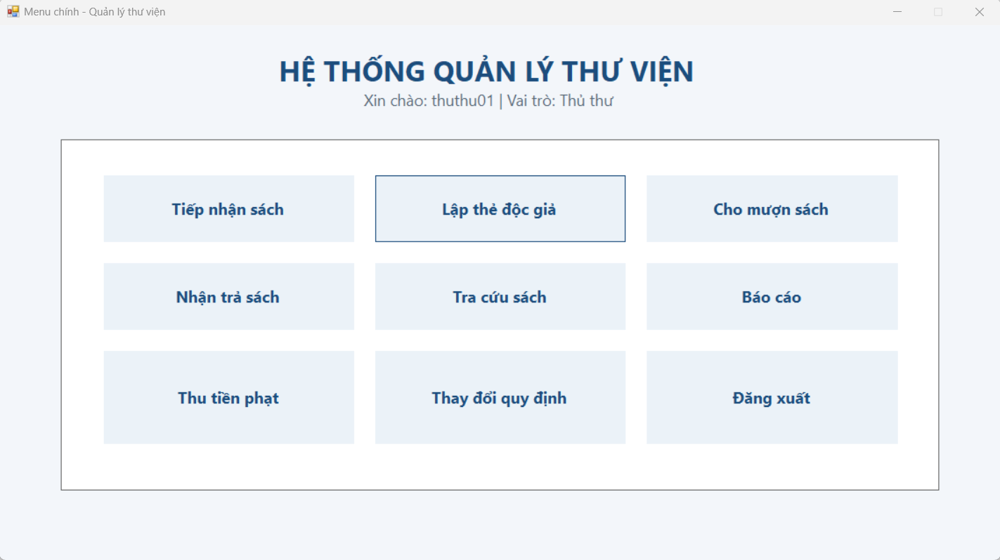 Menu chính - Quản lý thư viện
HỆ THỐNG QUẢN LÝ THƯ VIỆN
Xin chào: thuthu01 | Vai trò: Thủ thư
Tiếp nhận sách
Lập thẻ độc giả
Cho mượn sách
Nhận trả sách
Tra cứu sách
Báo cáo
Thu tiền phạt
Thay đổi quy định
Đăng xuất